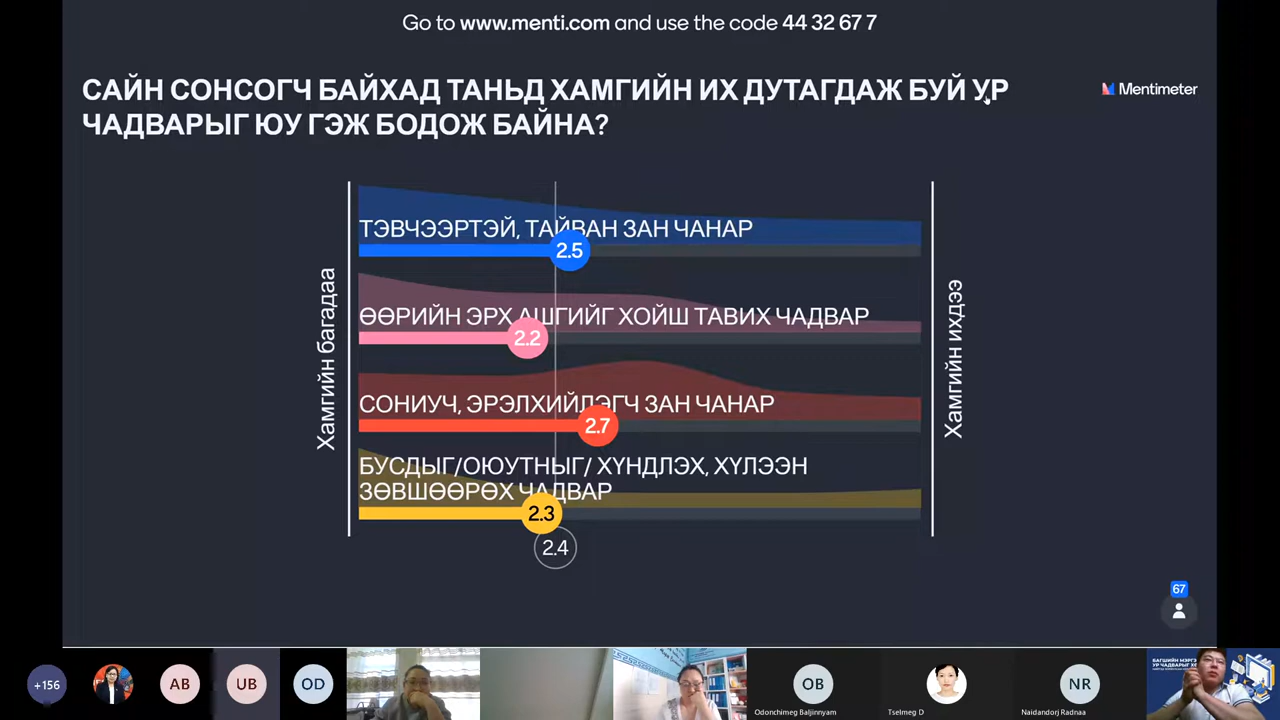 Go to www.menti.com and use the code 44 32 67 7
САЙН СОНСОГЧ БАЙХАД ТАНЬД ХАМГИЙН ИХ ДУТАГДАЖ БУЙ УР
ЧАДВАРЫГ ЮУ ГЭЖ БОДОЖ БАЙНА?
Mentimeter
Хамгийн багадаа
ТЭВЧЭЭРТЭЙ, ТАЙВАН ЗАН ЧАНАР
2.5
ӨӨРИЙН ЭРХ АШГИЙГ ХОЙШ ТАВИХ ЧАДВАР
2.2
СОНИУЧ, ЭРЭЛХИЙЛЭГЧ ЗАН ЧАНАР
2.7
БУСДЫГ/ОЮУТНЫГ/ ХҮНДЛЭХ, ХҮЛЭЭН
ЗӨВШӨӨРӨХ ЧАДВАР
2.3
2.4
Хамгийн ихдээ
67
+156
AB
UB
OD
OB
Odonchimeg Baljinnyam
Tselmeg D
NR
Naidandorj Radnaa